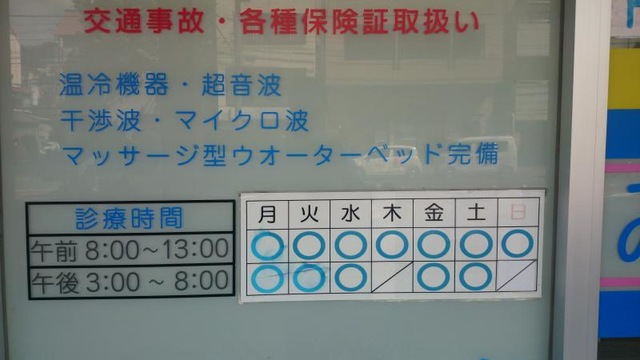 交通事故・各種保険証取扱い
温冷機器・超音波
干渉波・マイクロ波
マッサージ型ウオーターベッド完備
診療時間 月 火 水 木 金 土 日
午前 8:00～13:00 ○ ○ ○ ○ ○ ○ ○
午後 3:00～ 8:00 ○ ○ ○ ／ ○ ○ ／
の